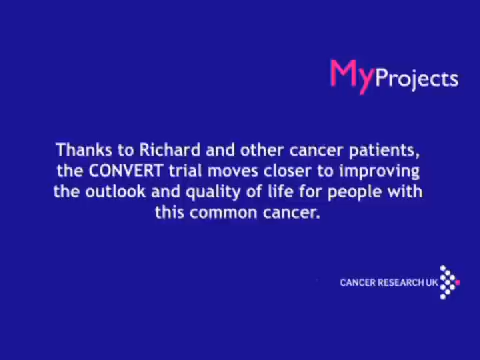 MyProjects
Thanks to Richard and other cancer patients,
the CONVERT trial moves closer to improving
the outlook and quality of life for people with
this common cancer.
CANCER RESEARCH UK